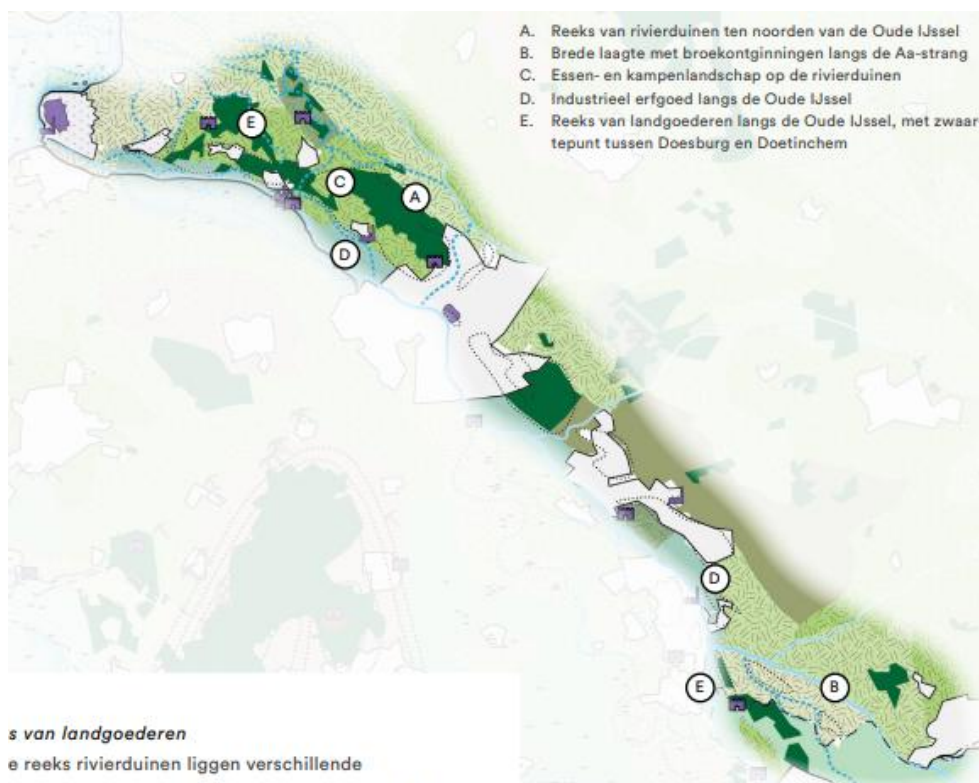 A. Reeks van rivierduinen ten noorden van de Oude IJssel
B. Brede laagte met broekontginningen langs de Aa-strang
C. Essen- en kampenlandschap op de rivierduinen
D. Industrieel erfgoed langs de Oude IJssel
E. Reeks van landgoederen langs de Oude IJssel, met zwaar
tepunt tussen Doesburg en Doetinchem
E
C
A
D
D
E
B
s van landgoederen
e reeks rivierduinen liggen verschillende